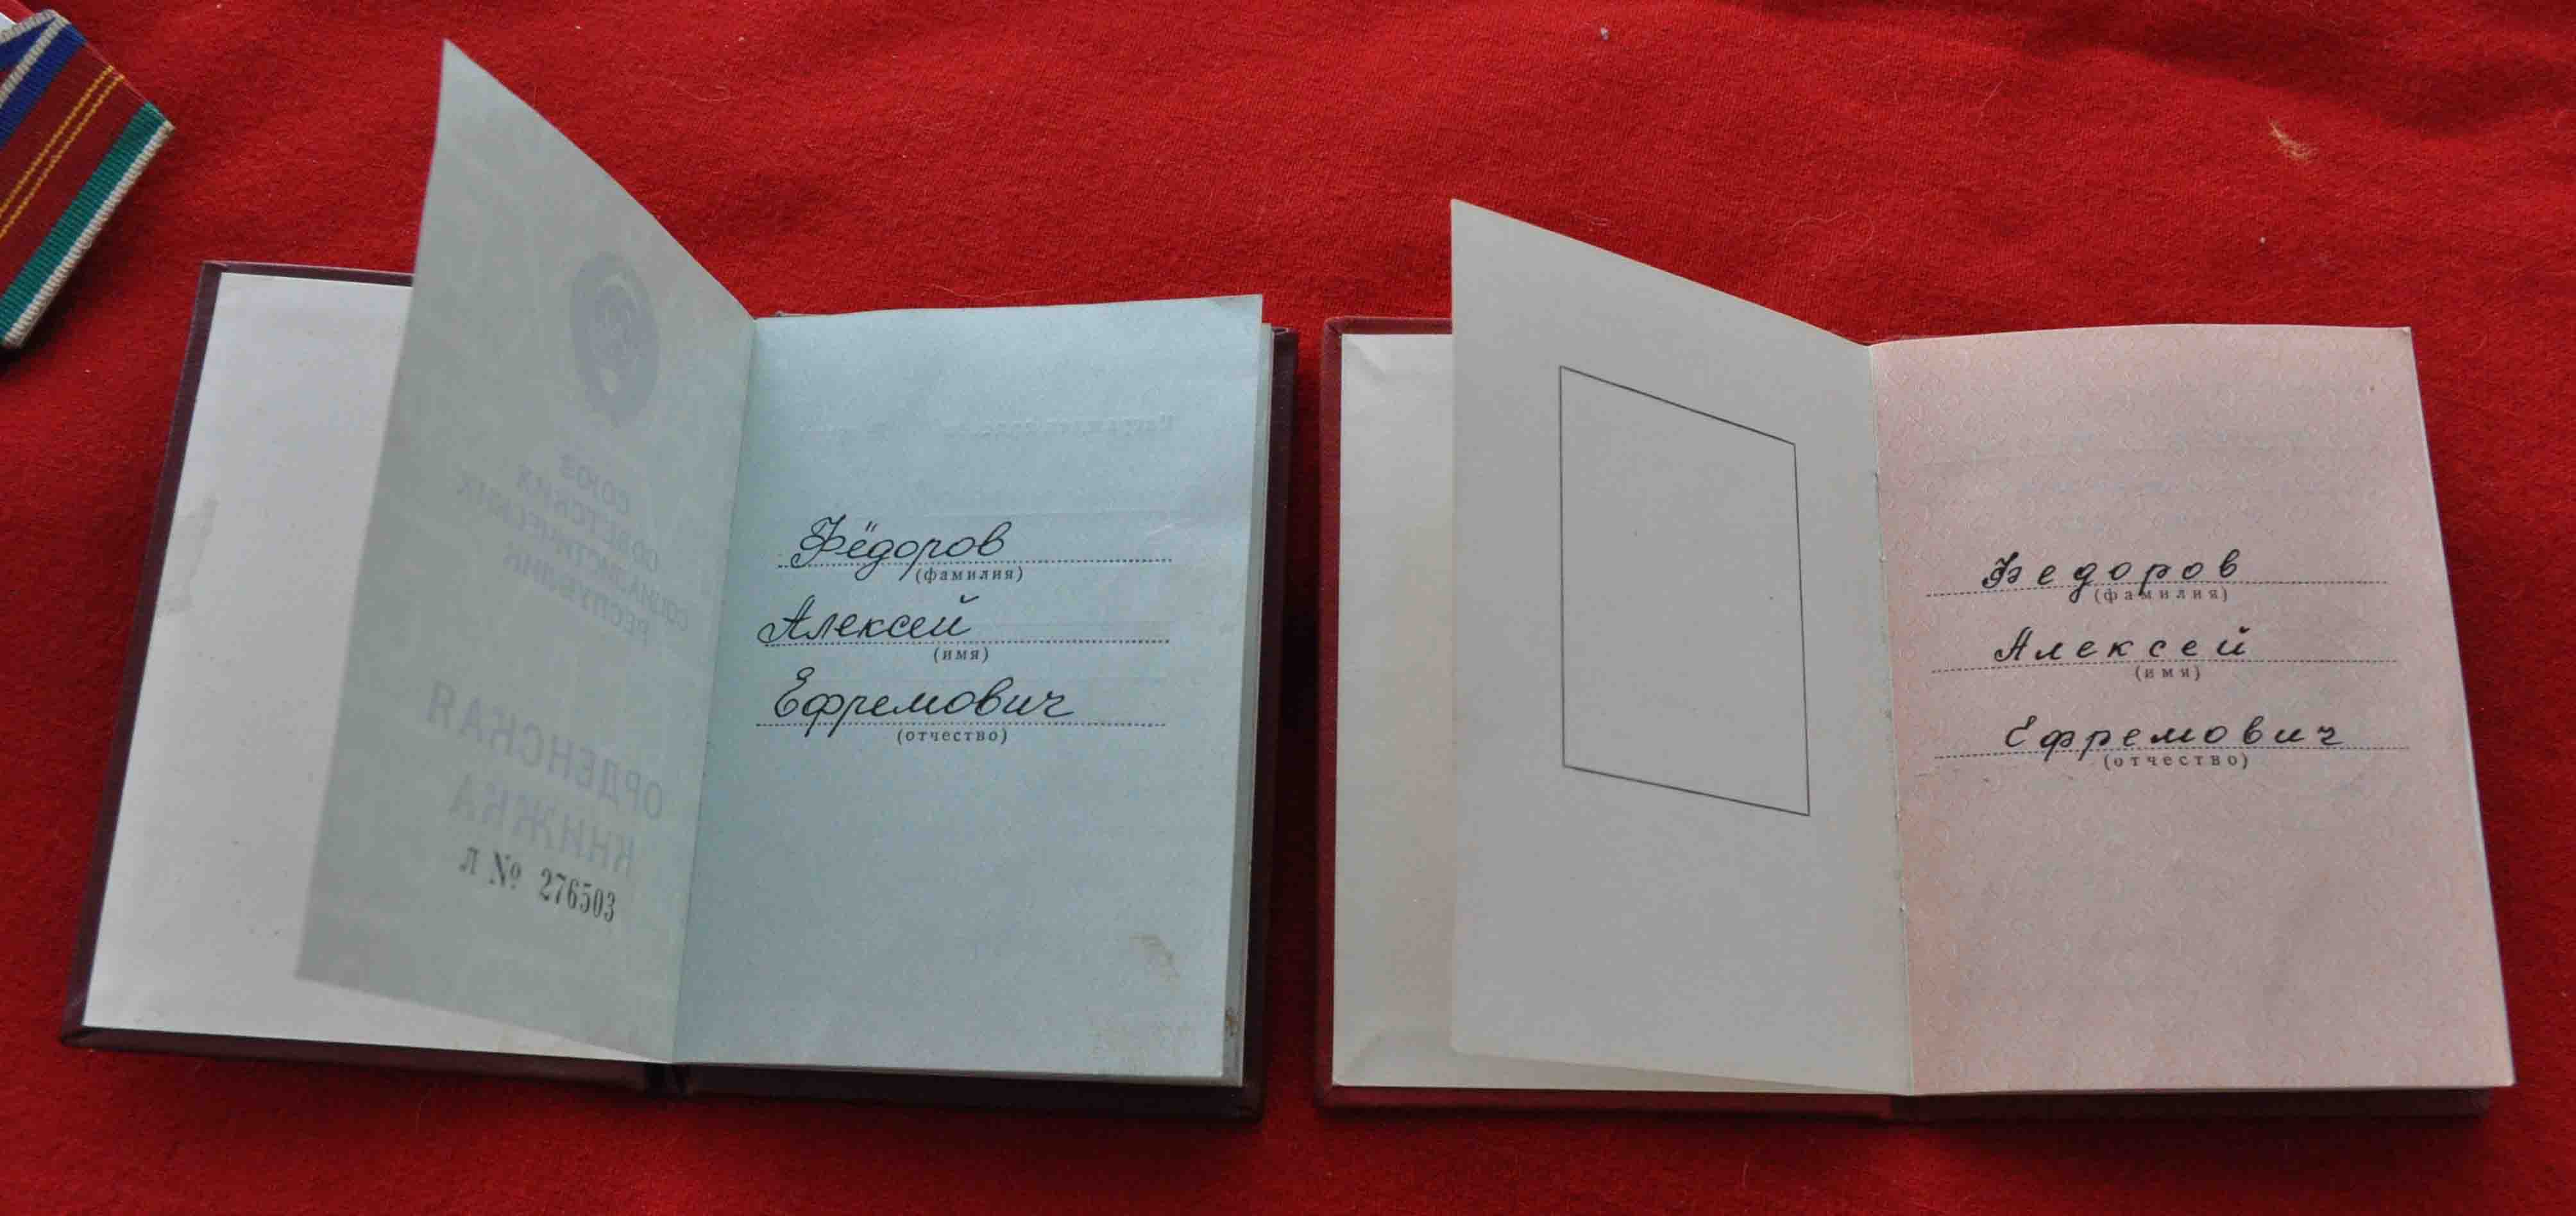 СОЮЗ
СОВЕТСКИХ
СОЦИАЛИСТИЧЕСКИХ
РЕСПУБЛИК
ОРДЕНСКАЯ
КНИЖКА
Л № 276503
Фёдоров
(фамилия)
Алексей
(имя)
Ефремович
(отчество)
Федоров
(фамилия)
Алексей
(имя)
Ефремович
(отчество)